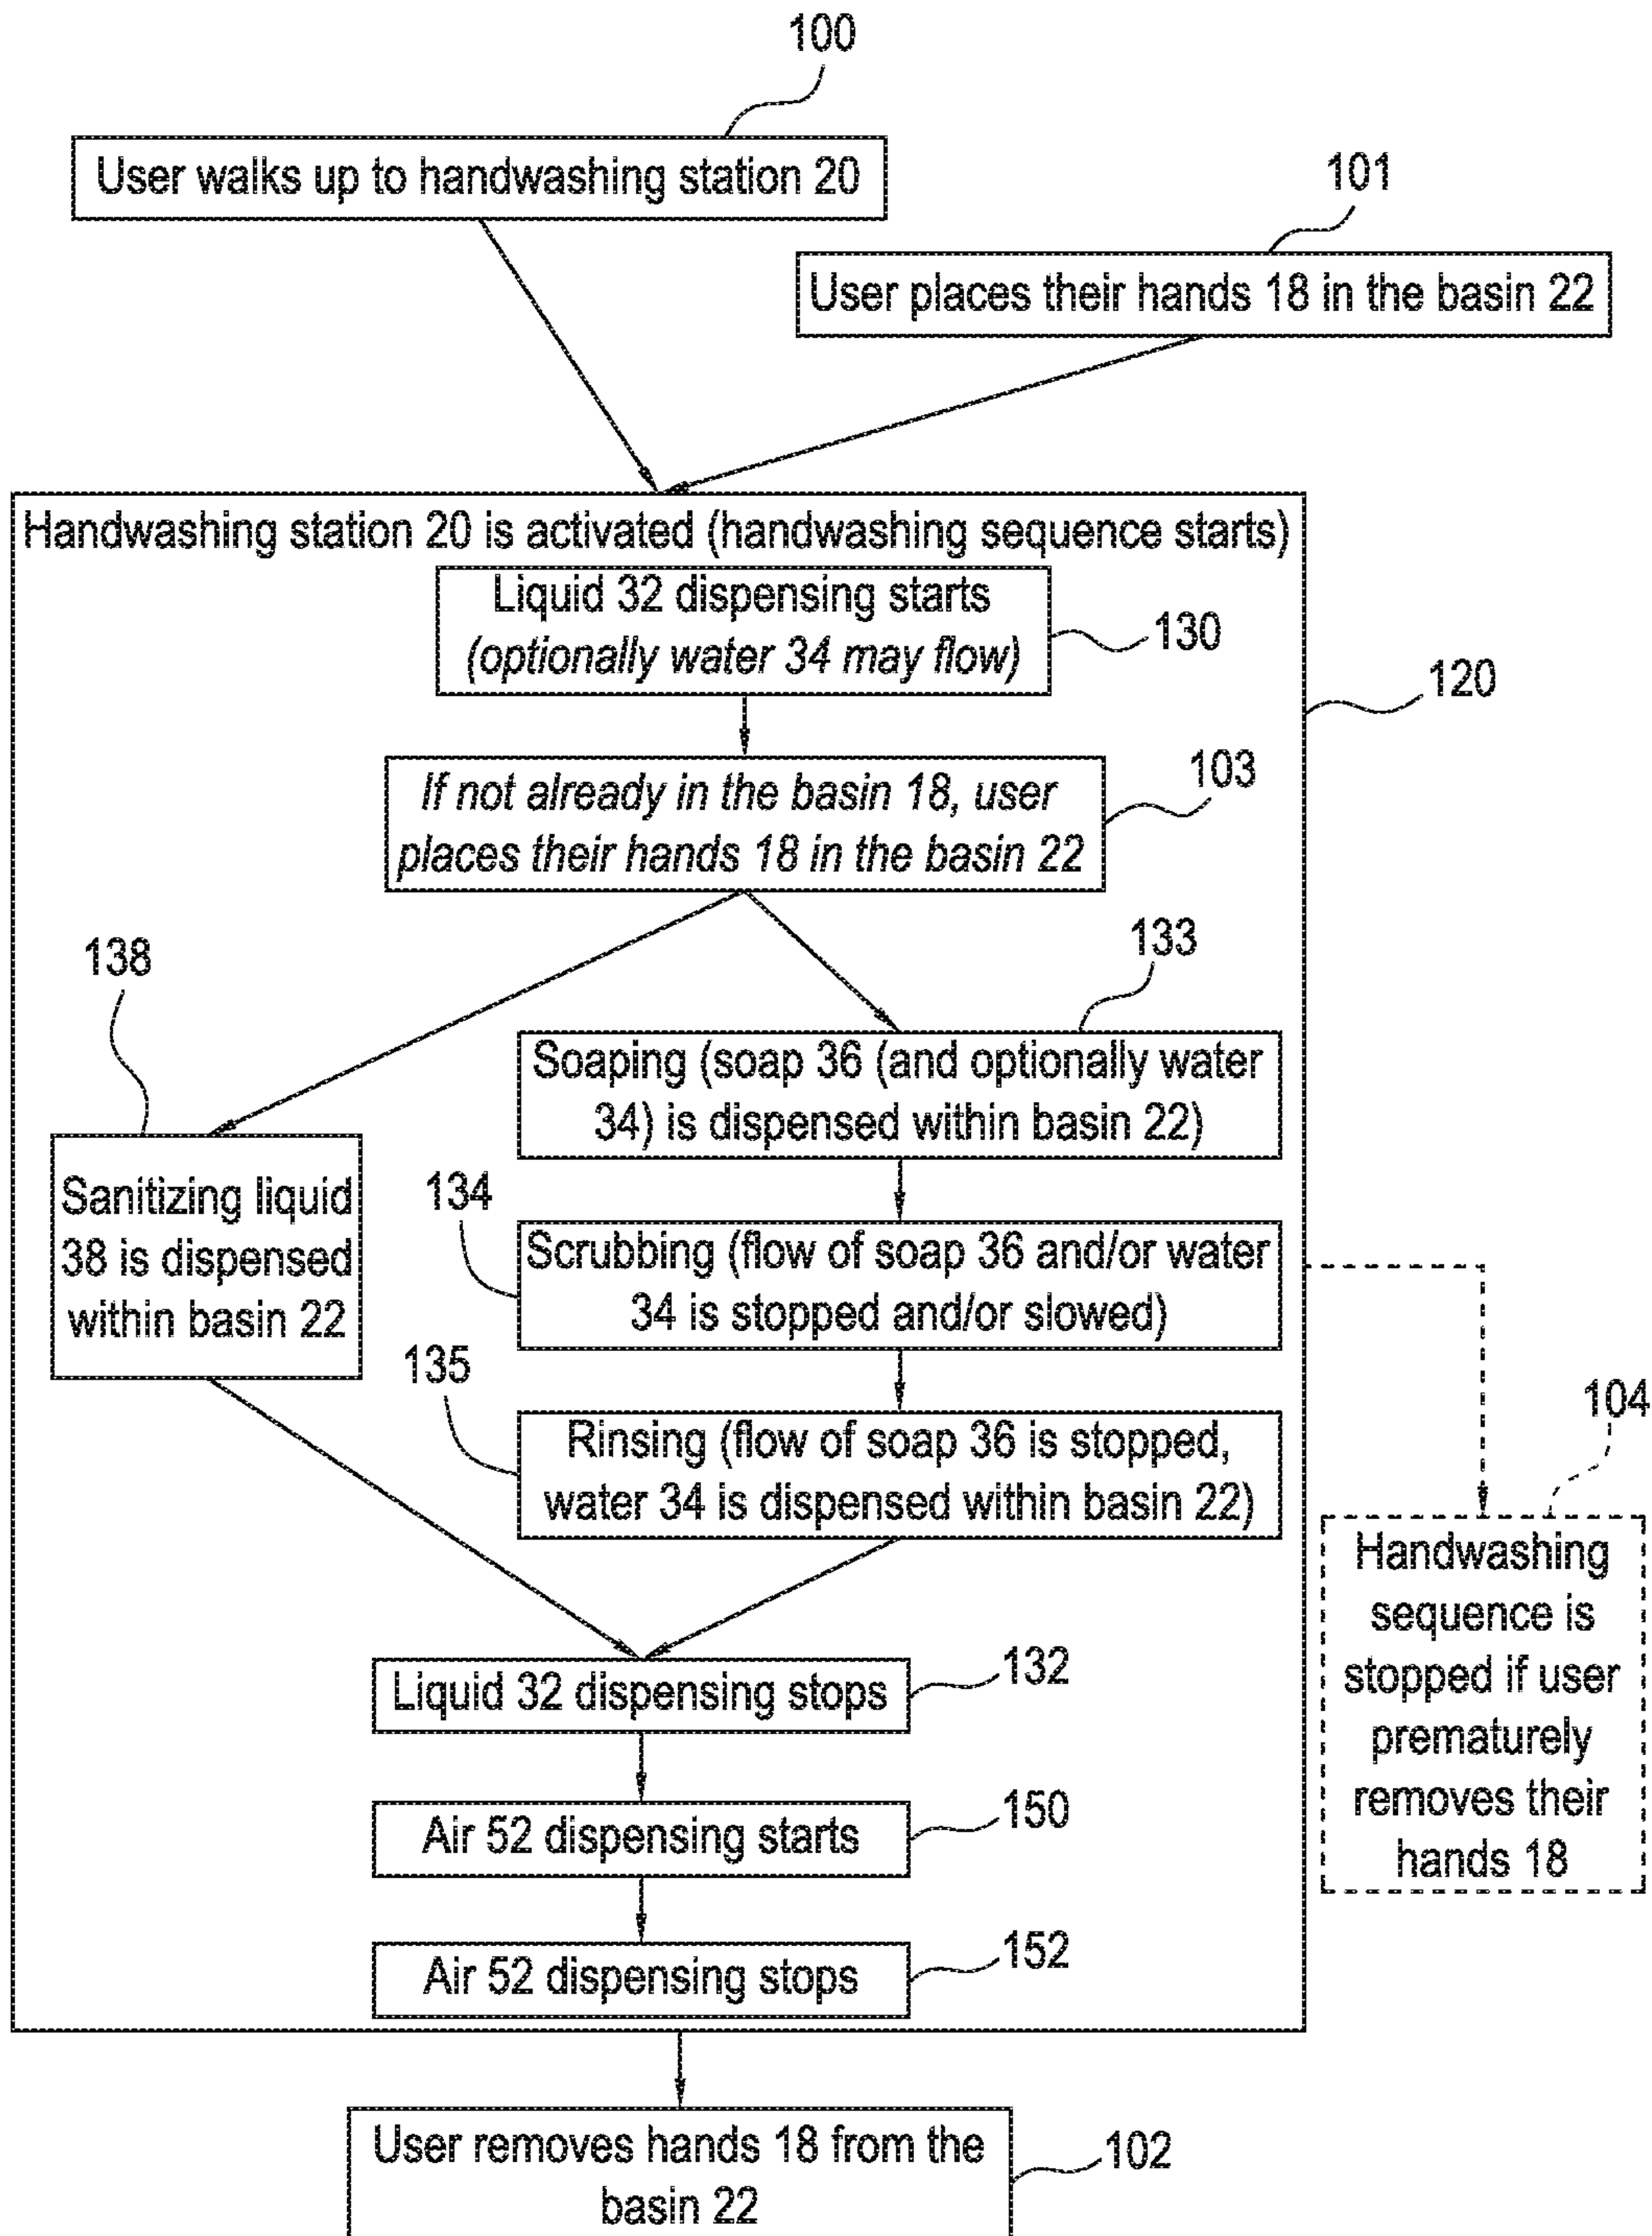 100
User walks up to handwashing station 20
101
User places their hands 18 in the basin 22
Handwashing station 20 is activated (handwashing sequence starts)
Liquid 32 dispensing starts
(optionally water 34 may flow)
130
120
If not already in the basin 18, user
places their hands 18 in the basin 22
103
138
133
Soaping (soap 36 (and optionally water
34) is dispensed within basin 22)
Sanitizing liquid
38 is dispensed
within basin 22
134
Scrubbing (flow of soap 36 and/or water
34 is stopped and/or slowed)
135
Rinsing (flow of soap 36 is stopped,
water 34 is dispensed within basin 22)
104
Handwashing
sequence is
stopped if user
prematurely
removes their
hands 18
Liquid 32 dispensing stops
132
Air 52 dispensing starts
150
Air 52 dispensing stops
152
User removes hands 18 from the
basin 22
102